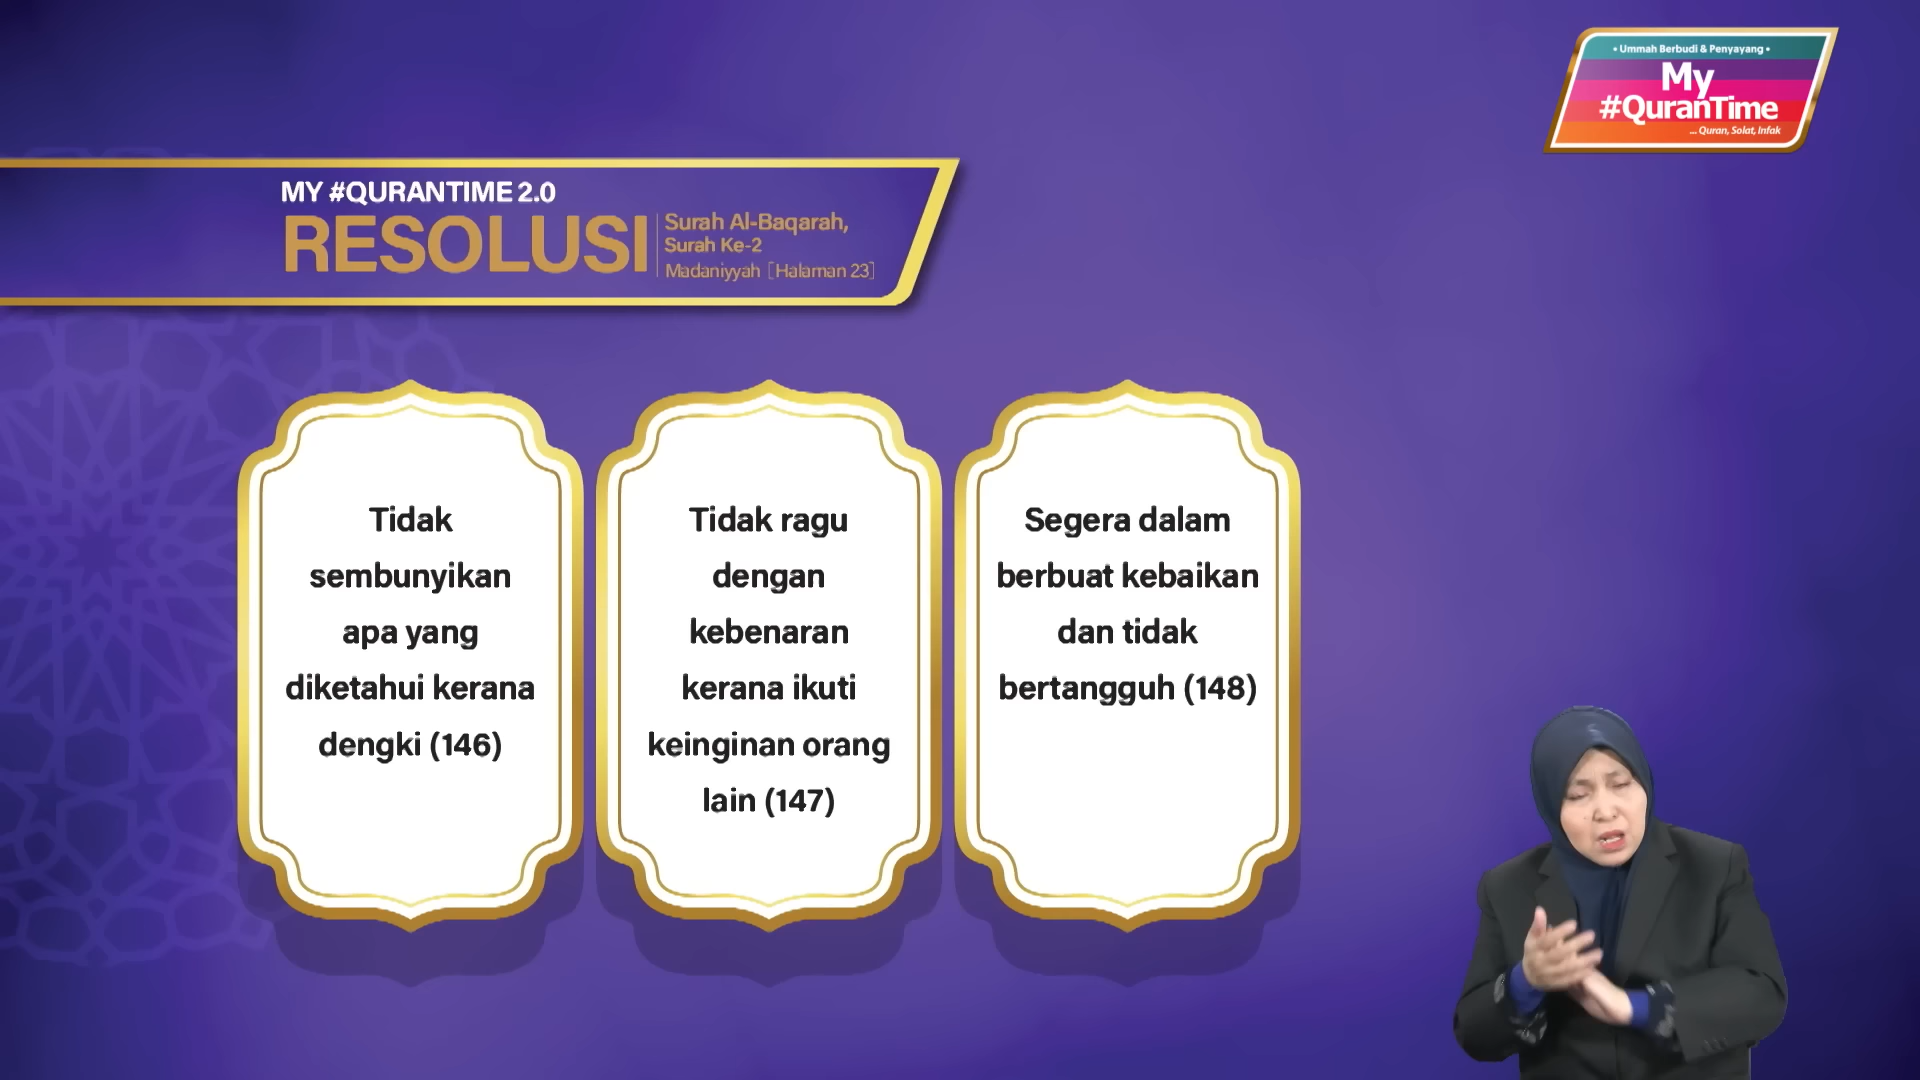 • Ummah Berbudi & Penyayang •
My
#QuranTime
... Quran, Solat, Infak
MY #QURANTIME 2.0
RESOLUSI
Surah Al-Baqarah,
Surah Ke-2
Madaniyyah [Halaman 23]
Tidak
sembunyikan
apa yang
diketahui kerana
dengki (146)
Tidak ragu
dengan
kebenaran
kerana ikuti
keinginan orang
lain (147)
Segera dalam
berbuat kebaikan
dan tidak
bertangguh (148)